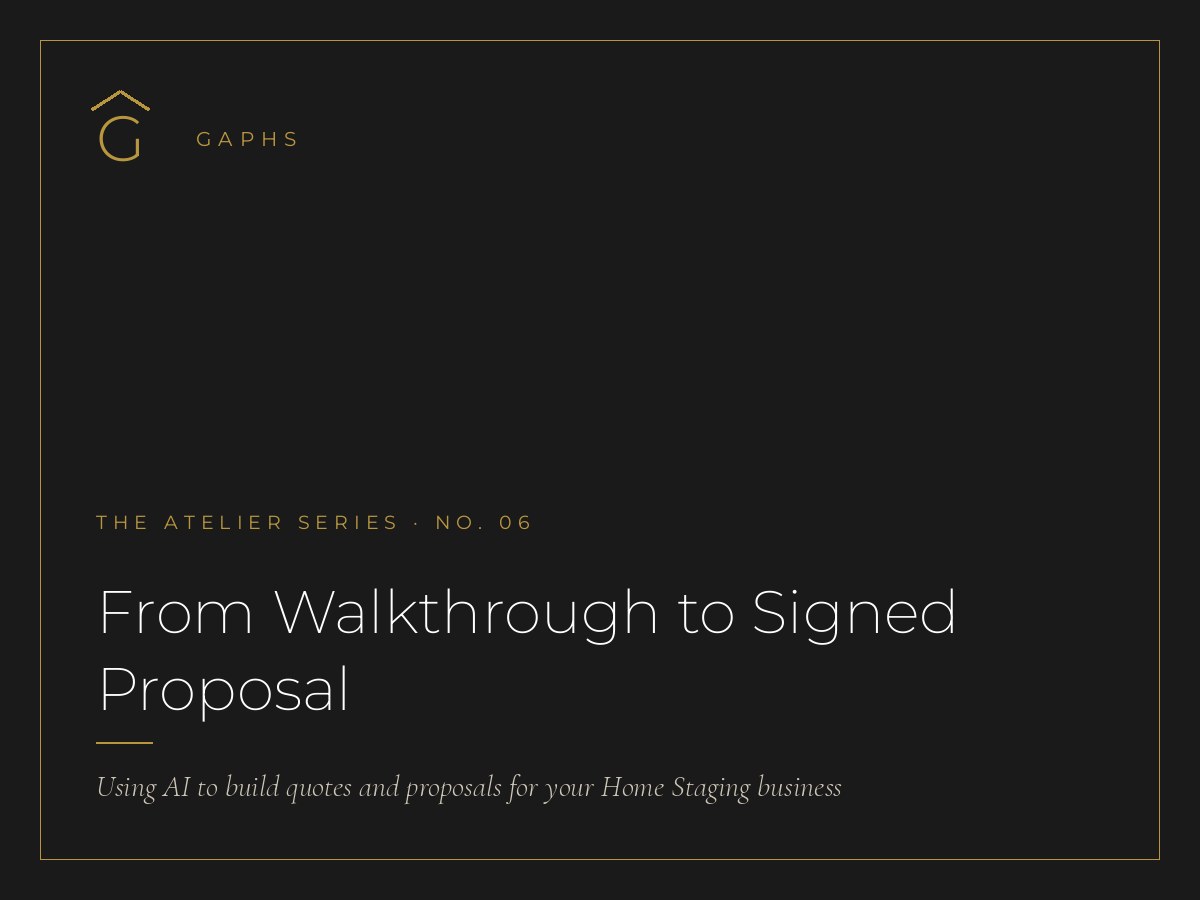 G
GAPHS
THE ATELIER SERIES · NO. 06
From Walkthrough to Signed
Proposal
Using AI to build quotes and proposals for your Home Staging business